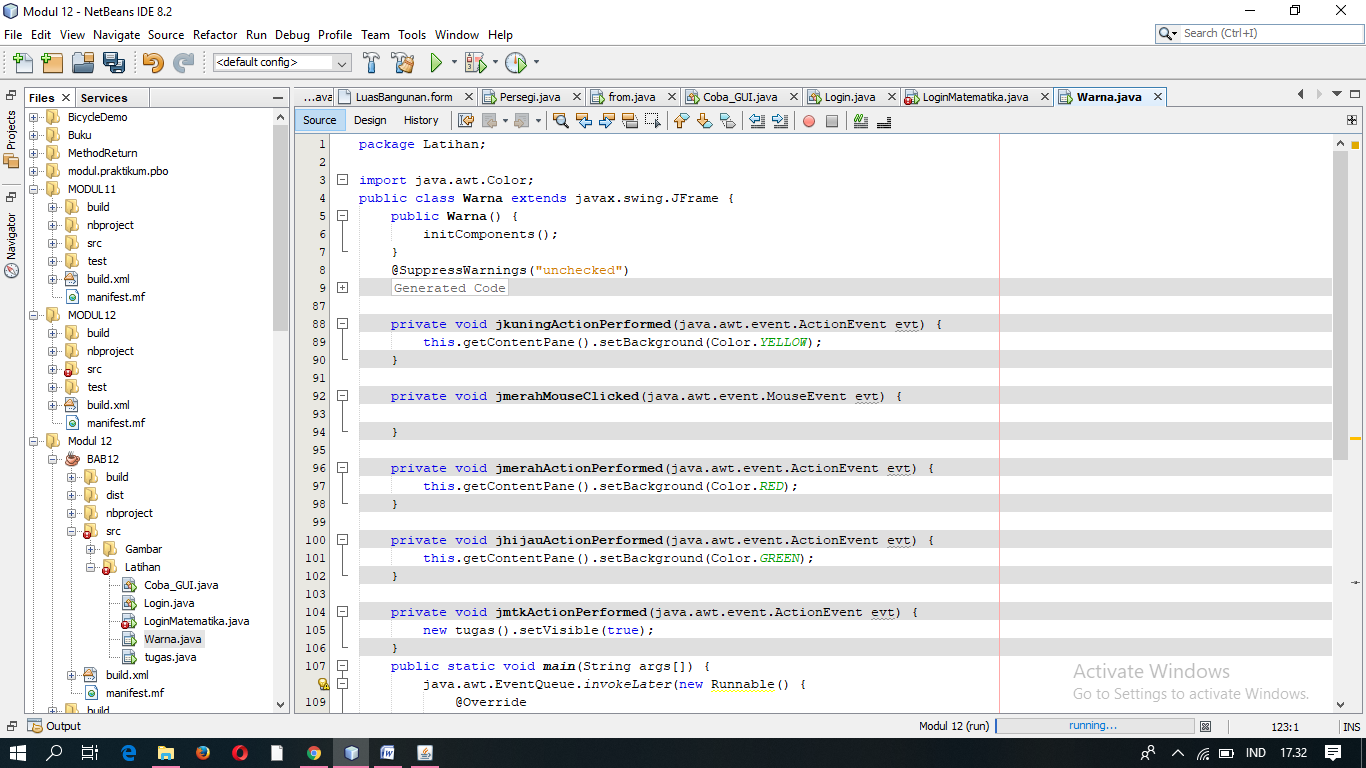 Modul 12 - NetBeans IDE 8.2
File Edit View Navigate Source Refactor Run Debug Profile Team Tools Window Help
Search (Ctrl+I)
<default config>
Files Services
...ava LuasBangunan.form Persegi.java from.java Coba_GUI.java Login.java LoginMatematika.java Warna.java
Source Design History
Projects
Navigator
BicycleDemo
Buku
MethodReturn
modul.praktikum.pbo
MODUL11
build
nbproject
src
test
build.xml
manifest.mf
MODUL12
build
nbproject
src
test
build.xml
manifest.mf
Modul 12
BAB12
build
dist
nbproject
src
Gambar
Latihan
Coba_GUI.java
Login.java
LoginMatematika.java
Warna.java
tugas.java
build.xml
manifest.mf
build
1 package Latihan;
2
3 import java.awt.Color;
4 public class Warna extends javax.swing.JFrame {
5 public Warna() {
6 initComponents();
7 }
8 @SuppressWarnings("unchecked")
9 Generated Code
87
88 private void jkuningActionPerformed(java.awt.event.ActionEvent evt) {
89 this.getContentPane().setBackground(Color.YELLOW);
90 }
91
92 private void jmerahMouseClicked(java.awt.event.MouseEvent evt) {
93
94 }
95
96 private void jmerahActionPerformed(java.awt.event.ActionEvent evt) {
97 this.getContentPane().setBackground(Color.RED);
98 }
99
100 private void jhijauActionPerformed(java.awt.event.ActionEvent evt) {
101 this.getContentPane().setBackground(Color.GREEN);
102 }
103
104 private void jmtkActionPerformed(java.awt.event.ActionEvent evt) {
105 new tugas().setVisible(true);
106 }
107 public static void main(String args[]) {
java.awt.EventQueue.invokeLater(new Runnable() {
109 @Override
Activate Windows
Go to Settings to activate Windows.
Output
Modul 12 (run) running... 123:1 INS
IND 17.32